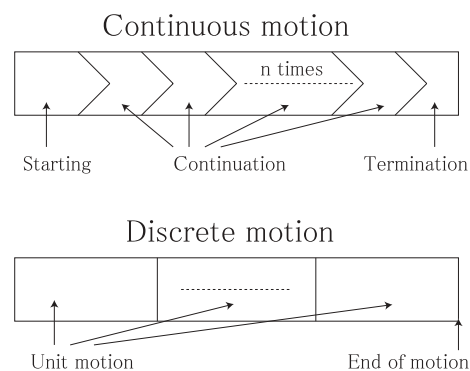 Continuous motion
n times
Starting Continuation Termination
Discrete motion
Unit motion End of motion